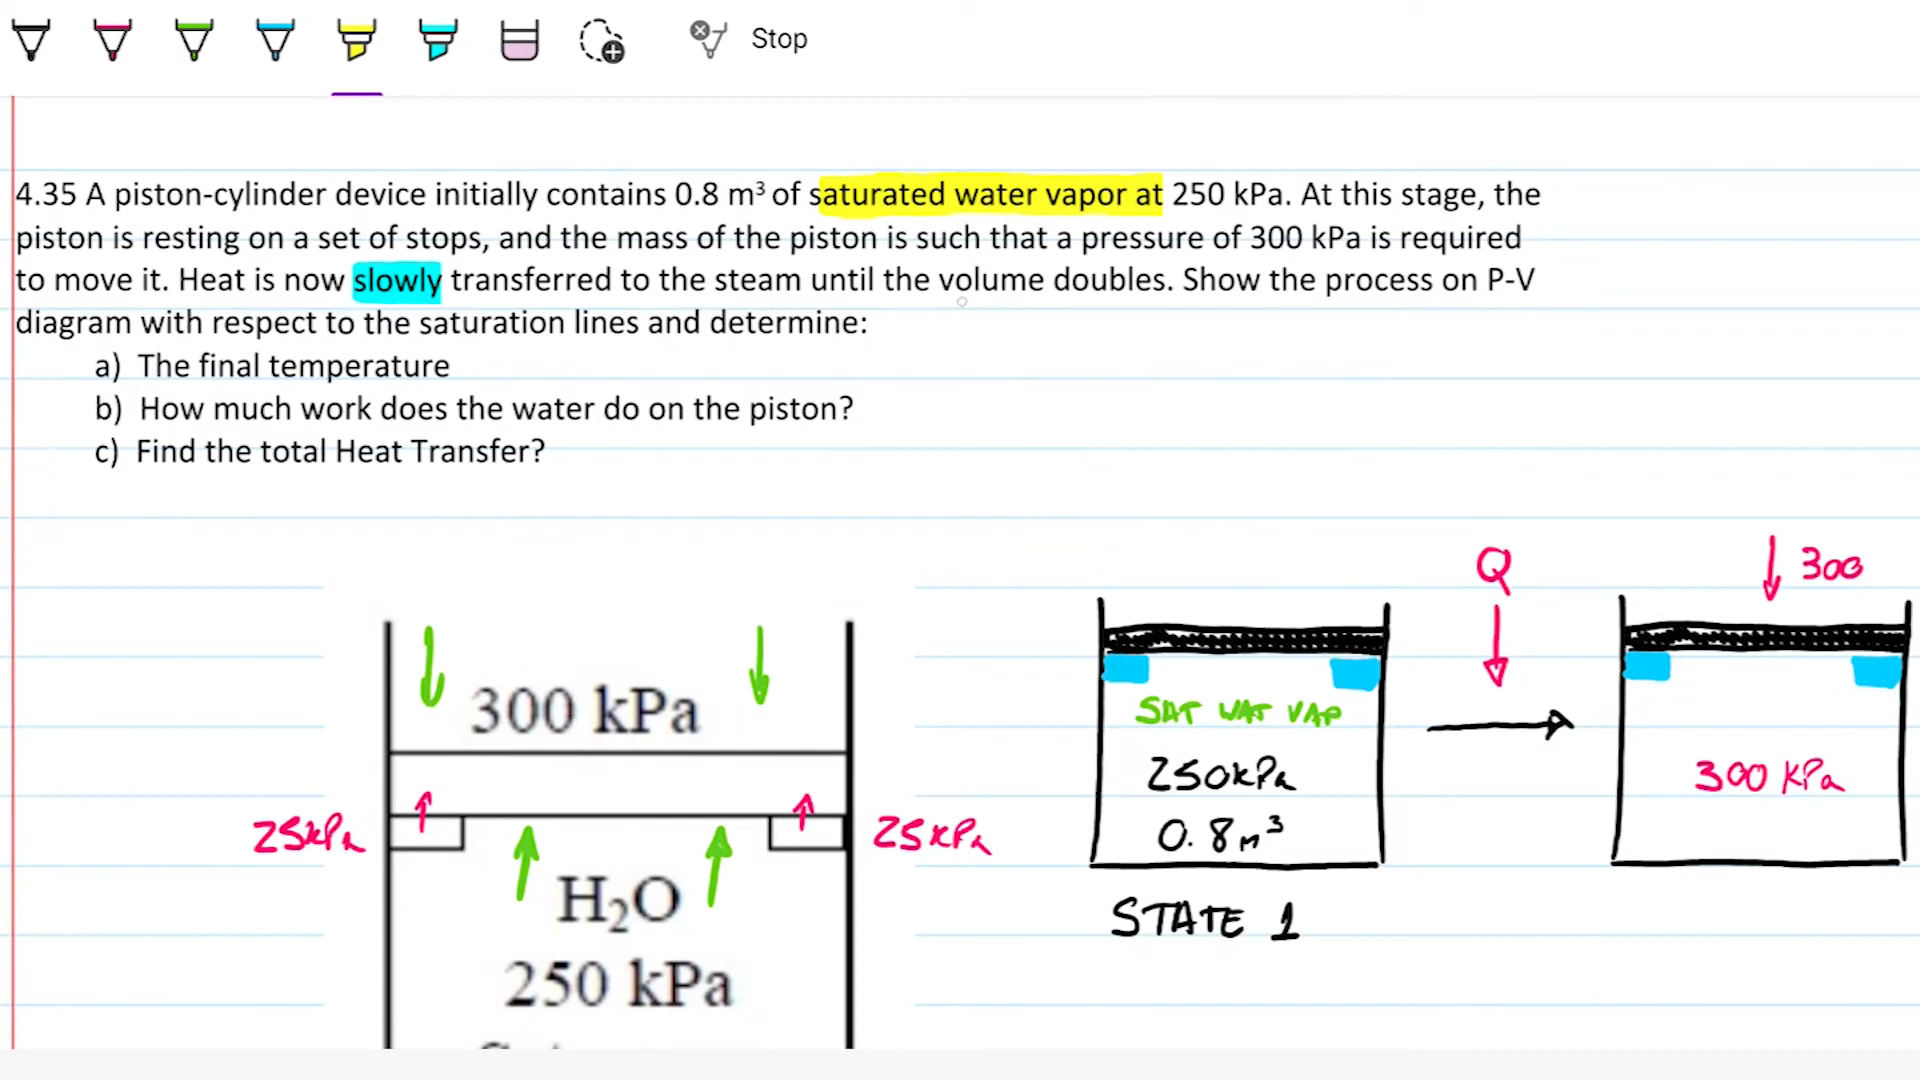 Stop
4.35 A piston-cylinder device initially contains 0.8 m³ of saturated water vapor at 250 kPa. At this stage, the
piston is resting on a set of stops, and the mass of the piston is such that a pressure of 300 kPa is required
to move it. Heat is now slowly transferred to the steam until the volume doubles. Show the process on P-V
diagram with respect to the saturation lines and determine:
a) The final temperature
b) How much work does the water do on the piston?
c) Find the total Heat Transfer?
300 kPa
25kPa
25kPa
H₂O
250 kPa
Q
SAT WAT VAP
250kPa
0.8m³
STATE 1
300
300 kPa